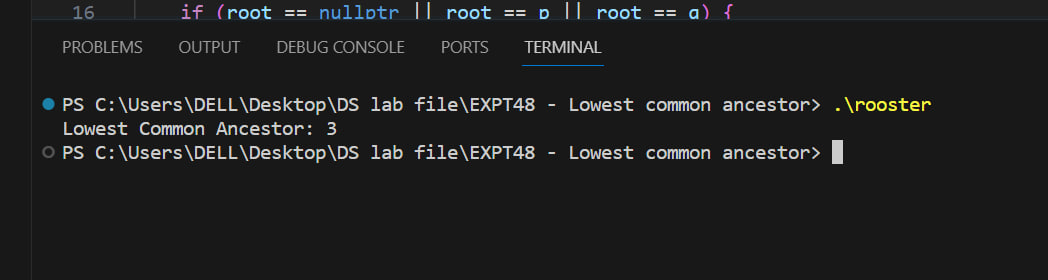 16 if (root == nullptr || root == p || root == q) {
PROBLEMS OUTPUT DEBUG CONSOLE PORTS TERMINAL
PS C:\Users\DELL\Desktop\DS lab file\EXPT48 - Lowest common ancestor> .\rooster
Lowest Common Ancestor: 3
PS C:\Users\DELL\Desktop\DS lab file\EXPT48 - Lowest common ancestor>